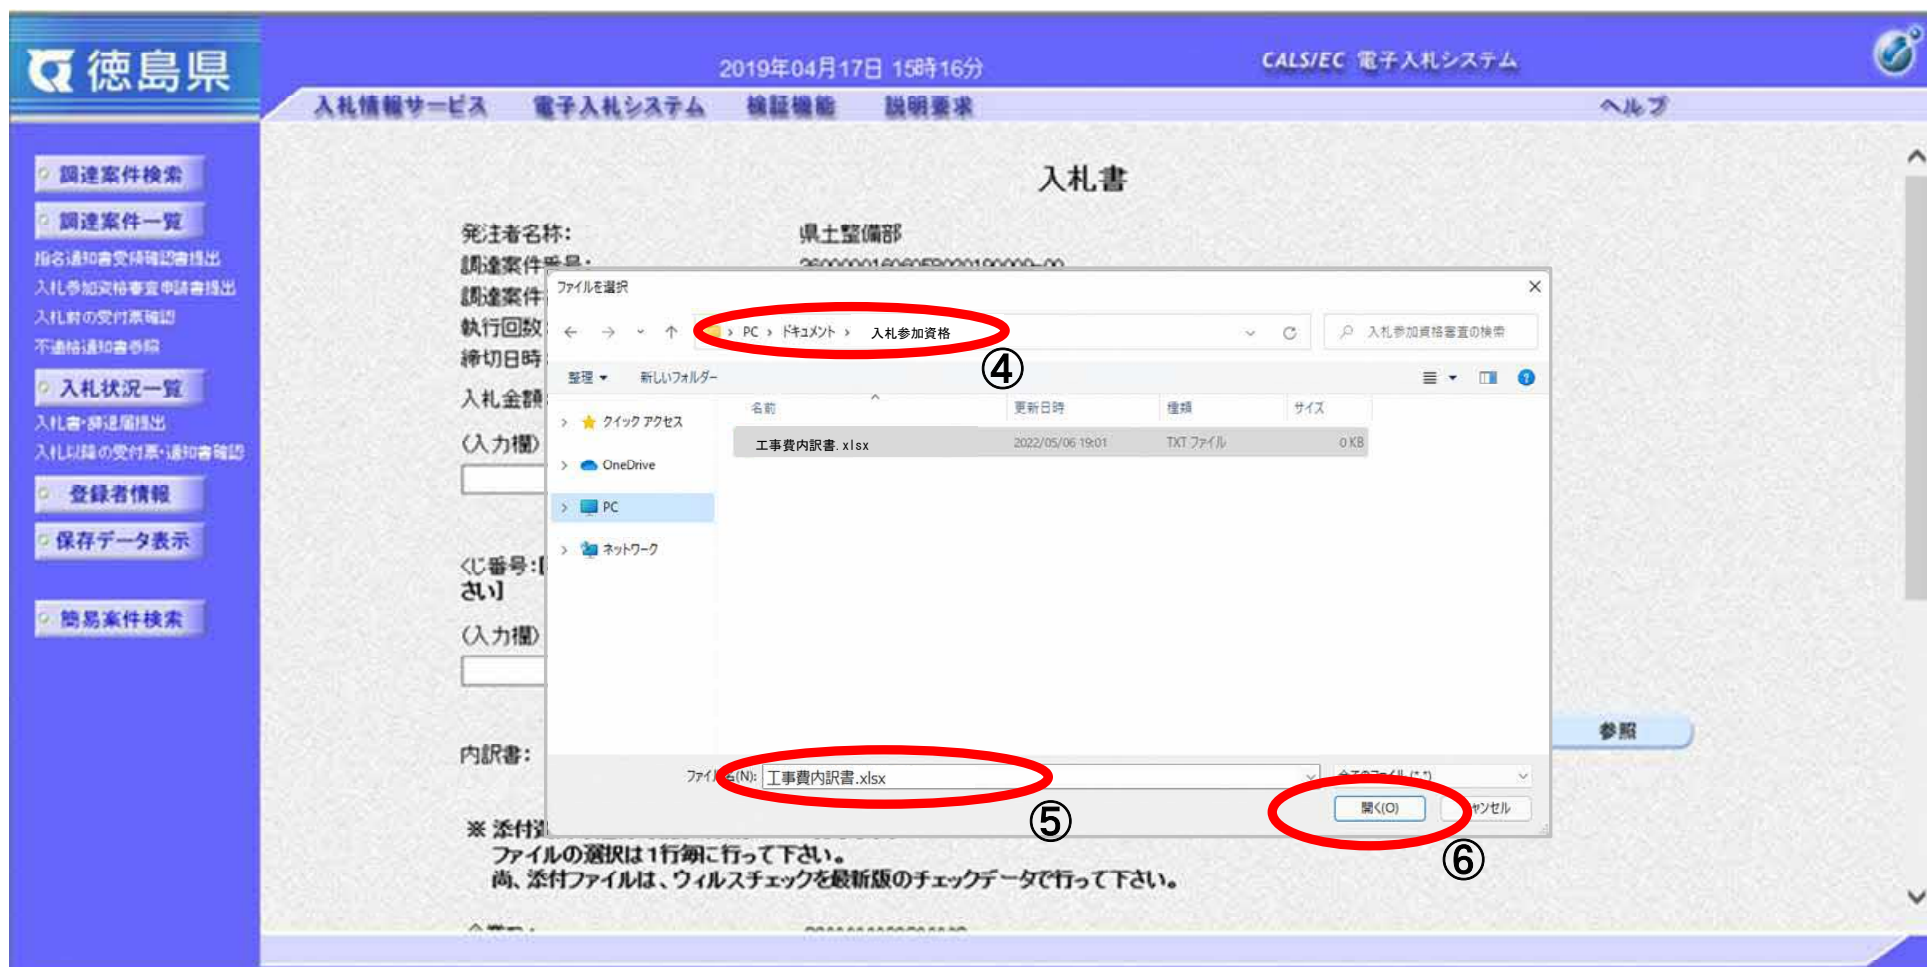 徳島県
2019年04月17日 15時16分
CALS/EC 電子入札システム
入札情報サービス 電子入札システム 検証機能 説明要求 ヘルプ
調達案件検索
調達案件一覧
指名通知書受領確認書提出
入札参加資格審査申請書提出
入札前の受付票確認
不適格通知書参照
入札状況一覧
入札書・辞退届提出
入札以降の受付票・通知書確認
登録者情報
保存データ表示
簡易案件検索
入札書
発注者名称: 県土整備部
調達案件番号:
調達案件
執行回数
締切日時
入札金額
(入力欄)
くじ番号:[
さい]
(入力欄)
内訳書:
参照
ファイルを選択
PC › ドキュメント › 入札参加資格
入札参加資格審査の検索
④
整理 新しいフォルダー
名前 更新日時 種類 サイズ
工事費内訳書.xlsx 2022/05/06 19:01 TXT ファイル 0 KB
クイック アクセス
OneDrive
PC
ネットワーク
(N): 工事費内訳書.xlsx
⑤
開く(O)
⑥
※ 添付資
ファイルの選択は1行毎に行って下さい。
尚、添付ファイルは、ウィルスチェックを最新版のチェックデータで行って下さい。